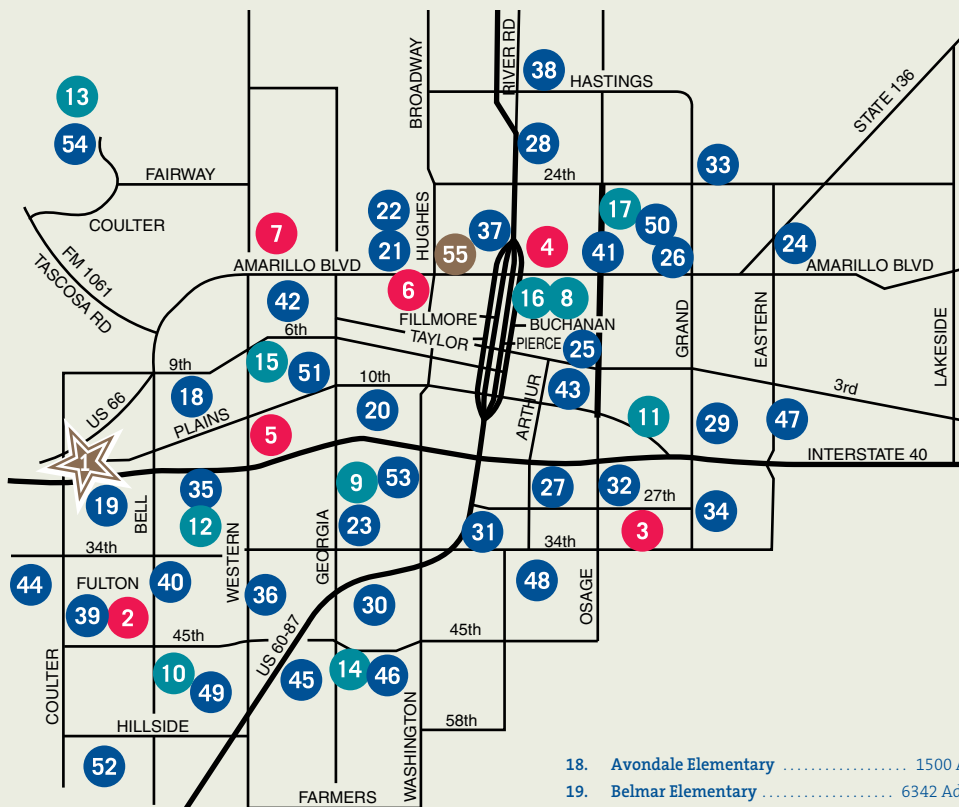 BROADWAY
RIVER RD
38
HASTINGS
STATE 136
13
54
28
33
FAIRWAY
24th
COULTER
22
HUGHES
17
50
7
37
4
41
24
21
55
26
AMARILLO BLVD
AMARILLO BLVD
FM 1061
TASCOSA RD
6
42
16
8
FILLMORE
BUCHANAN
6th
TAYLOR
PIERCE
25
GRAND
EASTERN
LAKESIDE
15
51
9th
10th
3rd
18
US 66
PLAINS
20
ARTHUR
43
11
29
47
5
1
INTERSTATE 40
19
BELL
35
9
53
27
32
27th
34
12
23
31
3
34th
WESTERN
GEORGIA
34th
44
FULTON
40
36
30
48
OSAGE
39
2
45th
US 60-87
45th
COULTER
10
49
45
14
46
WASHINGTON
HILLSIDE
58th
52
FARMERS
18. Avondale Elementary .................. 1500 A
19. Belmar Elementary .................... 6342 Ad